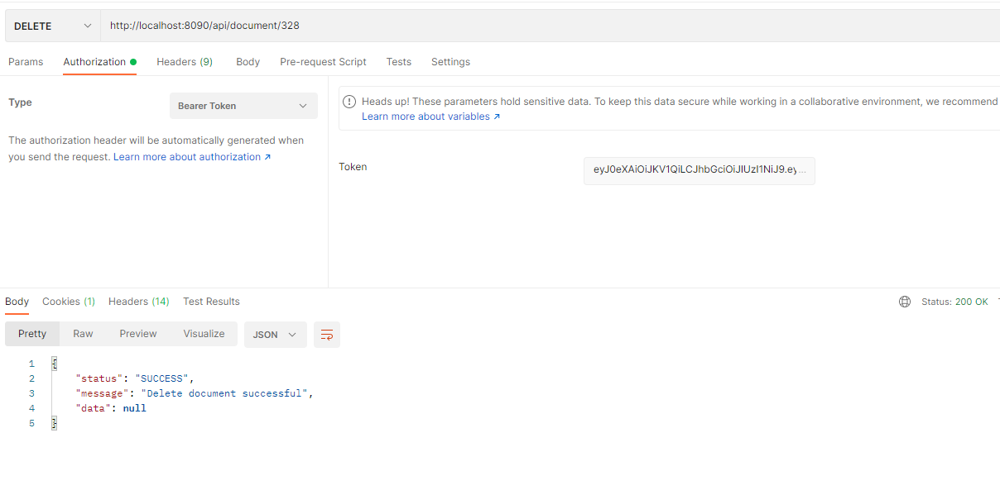 DELETE http://localhost:8090/api/document/328
Params Authorization Headers (9) Body Pre-request Script Tests Settings
Type Bearer Token
The authorization header will be automatically generated when
you send the request. Learn more about authorization ↗
Heads up! These parameters hold sensitive data. To keep this data secure while working in a collaborative environment, we recommend
Learn more about variables ↗
Token eyJ0eXAiOiJKV1QiLCJhbGciOiJIUzI1NiJ9.ey...
Body Cookies (1) Headers (14) Test Results Status: 200 OK
Pretty Raw Preview Visualize JSON
1 {
2 "status": "SUCCESS",
3 "message": "Delete document successful",
4 "data": null
5 }